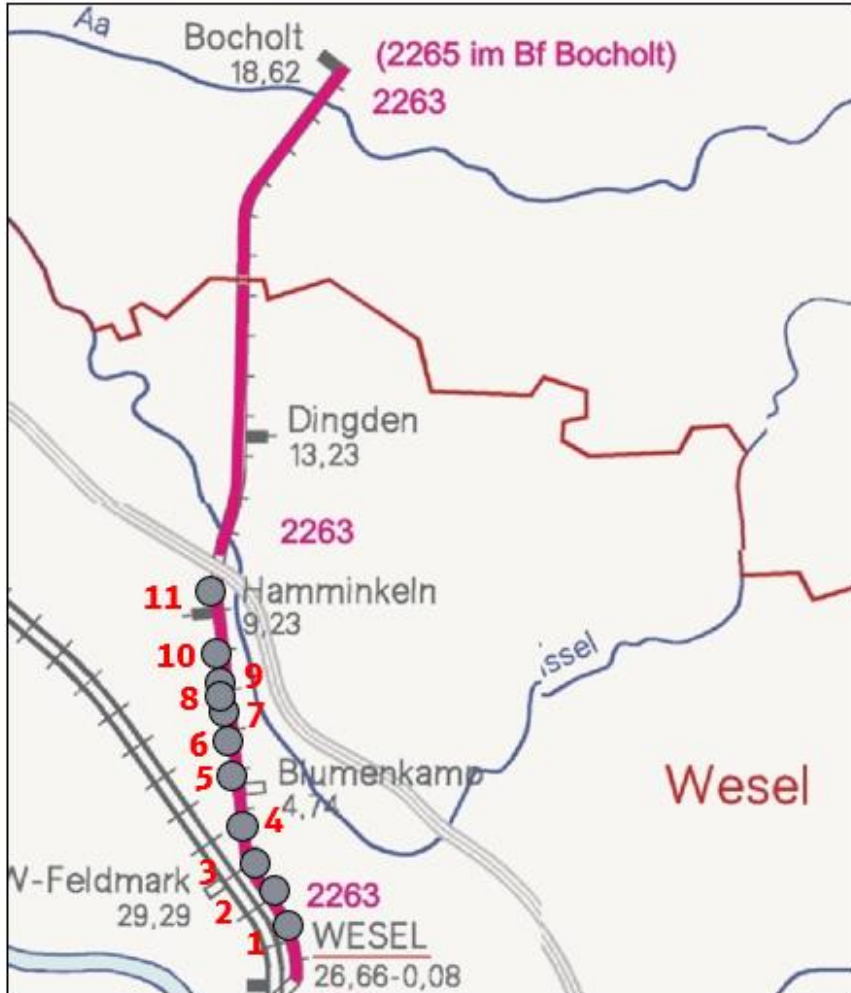 Aa
Bocholt
18,62
(2265 im Bf Bocholt)
2263
Dingden
13,23
2263
11
Hamminkeln
9,23
10
9
8
7
Issel
6
5
Blumenkamp
4,74
Wesel
4
3
W-Feldmark
29,29
2263
2
1
WESEL
26,66-0,08